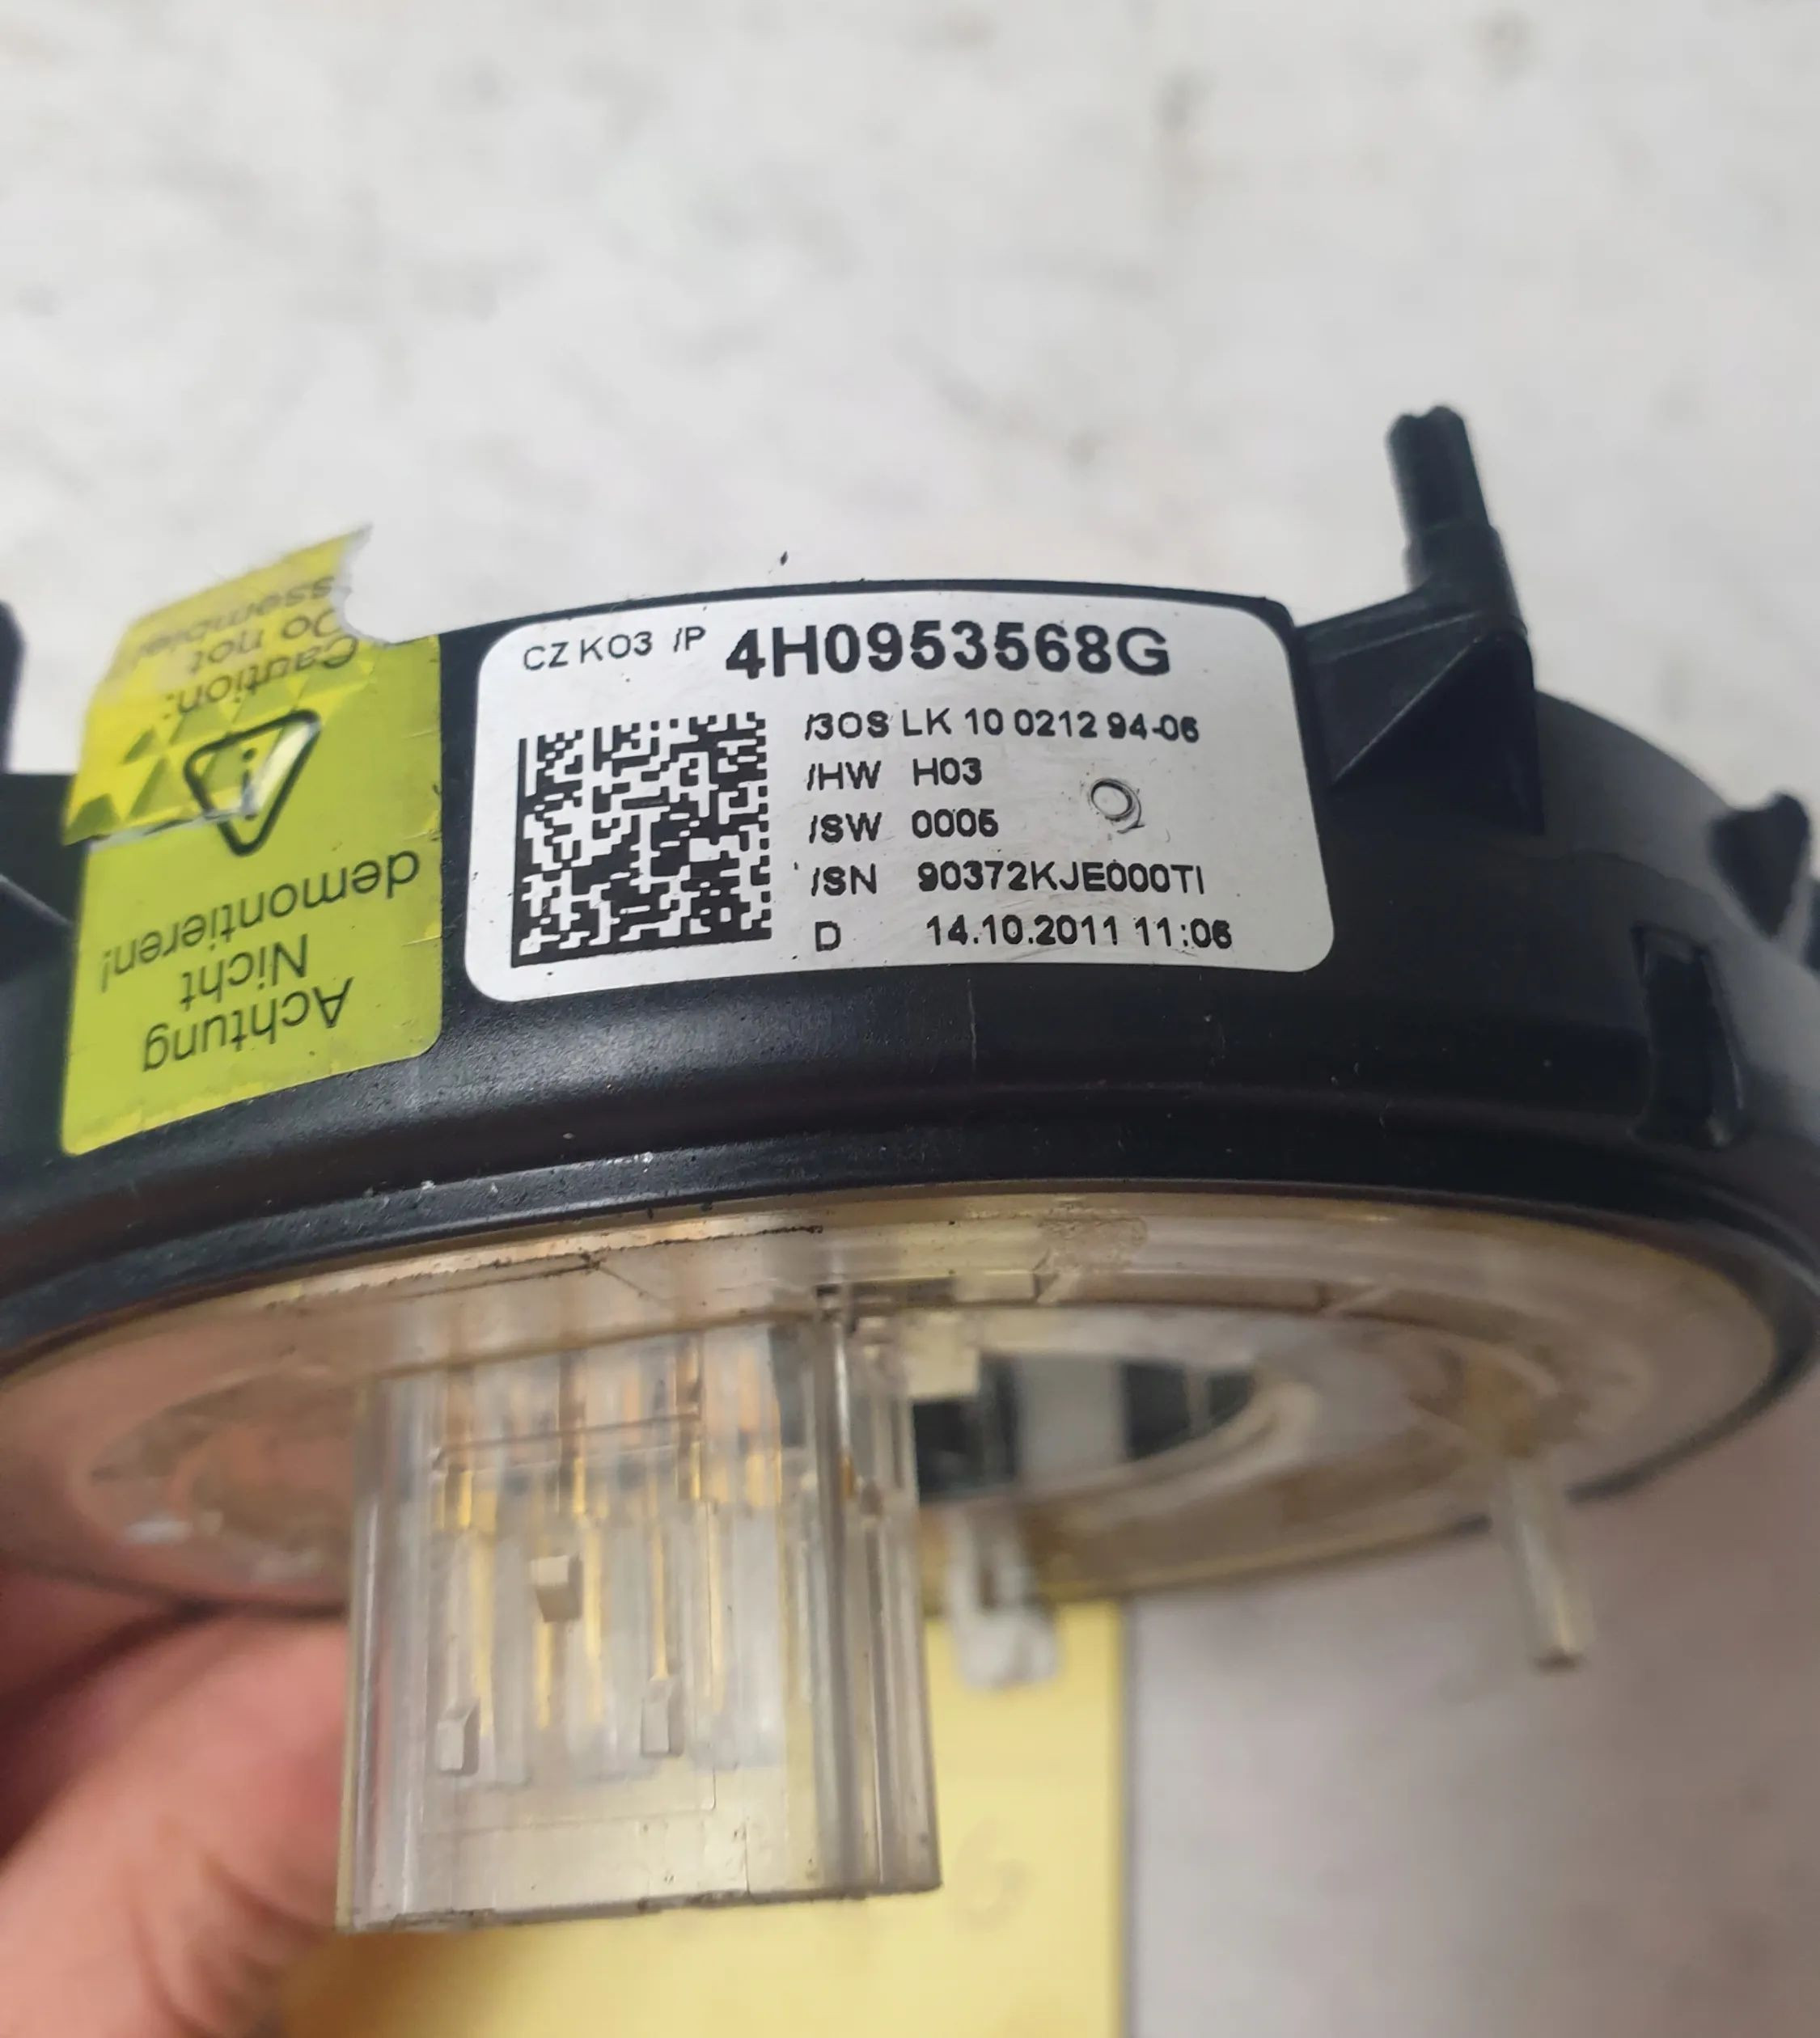 CZ K03 /P 4H0953568G
/3OS LK 10 0212 94-06
/HW H03
/SW 0005
/SN 90372KJE000TI
D 14.10.2011 11:06
Achtung
Nicht
demontieren!
Caution:
Do not